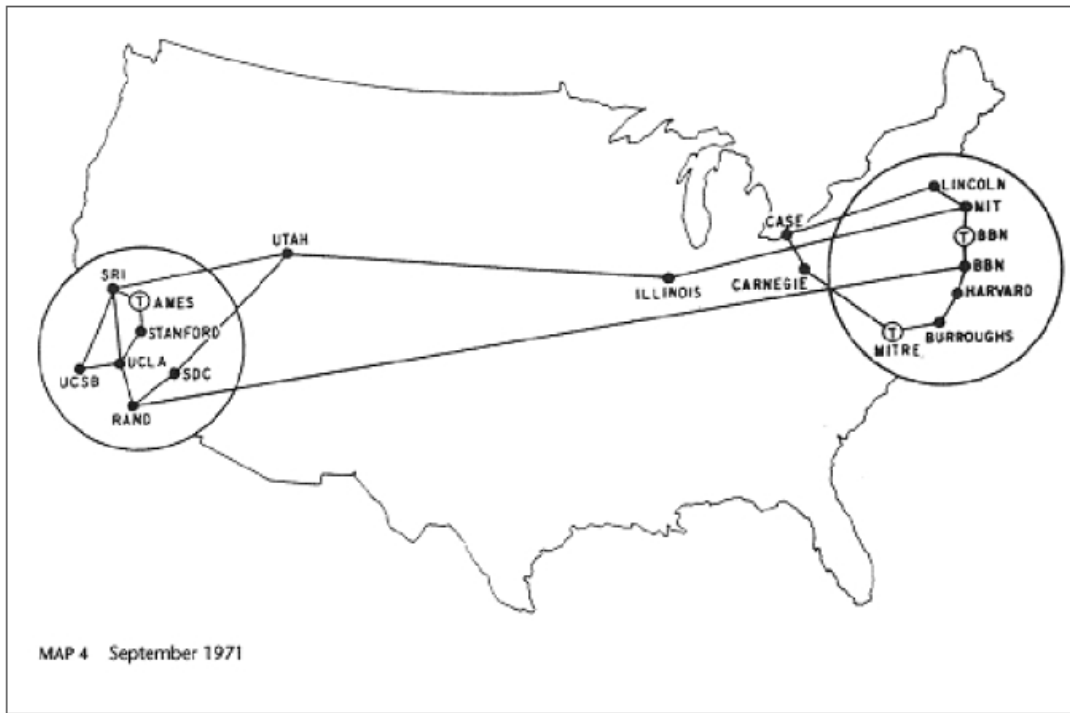 LINCOLN
MIT
CASE
T BBN
UTAH
BBN
SRI
CARNEGIE
ILLINOIS
HARVARD
T AMES
STANFORD
T
BURROUGHS
MITRE
UCLA
SDC
UCSB
RAND
MAP 4 September 1971